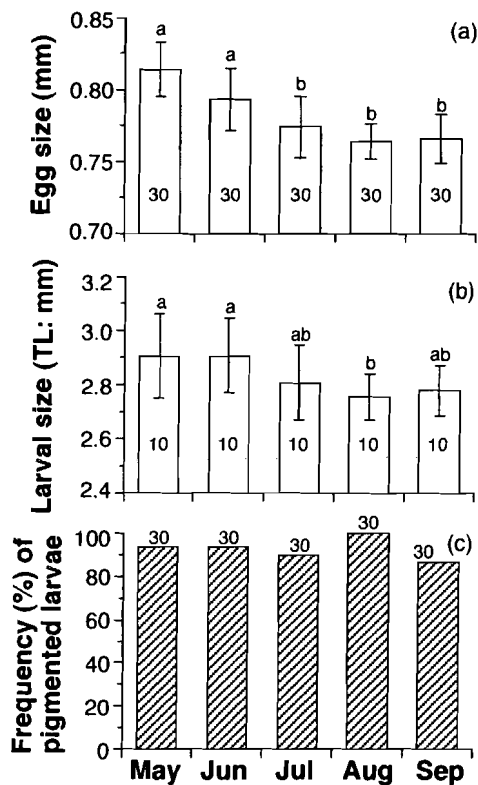 (a)
Egg size (mm)
0.85
0.80
0.75
0.70
a
a
b
b
b
30
30
30
30
30
(b)
Larval size (TL: mm)
3.2
3.0
2.8
2.6
2.4
a
a
ab
b
ab
10
10
10
10
10
(c)
Frequency (%) of
pigmented larvae
100
80
60
40
20
0
30
30
30
30
30
May Jun Jul Aug Sep